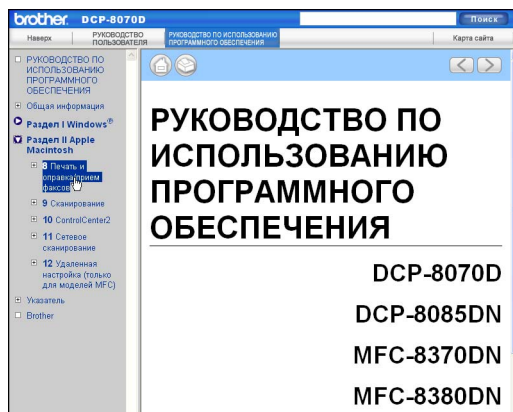 brother. DCP-8070D
Поиск
Наверх
РУКОВОДСТВО
ПОЛЬЗОВАТЕЛЯ
РУКОВОДСТВО ПО ИСПОЛЬЗОВАНИЮ
ПРОГРАММНОГО ОБЕСПЕЧЕНИЯ
Карта сайта
РУКОВОДСТВО ПО
ИСПОЛЬЗОВАНИЮ
ПРОГРАММНОГО
ОБЕСПЕЧЕНИЯ
Общая информация
Раздел I Windows®
Раздел II Apple
Macintosh
8 Печать и
оправка/прием
факсов
9 Сканирование
10 ControlCenter2
11 Сетевое
сканирование
12 Удаленная
настройка (только
для моделей MFC)
Указатель
Brother
РУКОВОДСТВО ПО
ИСПОЛЬЗОВАНИЮ
ПРОГРАММНОГО
ОБЕСПЕЧЕНИЯ
DCP-8070D
DCP-8085DN
MFC-8370DN
MFC-8380DN